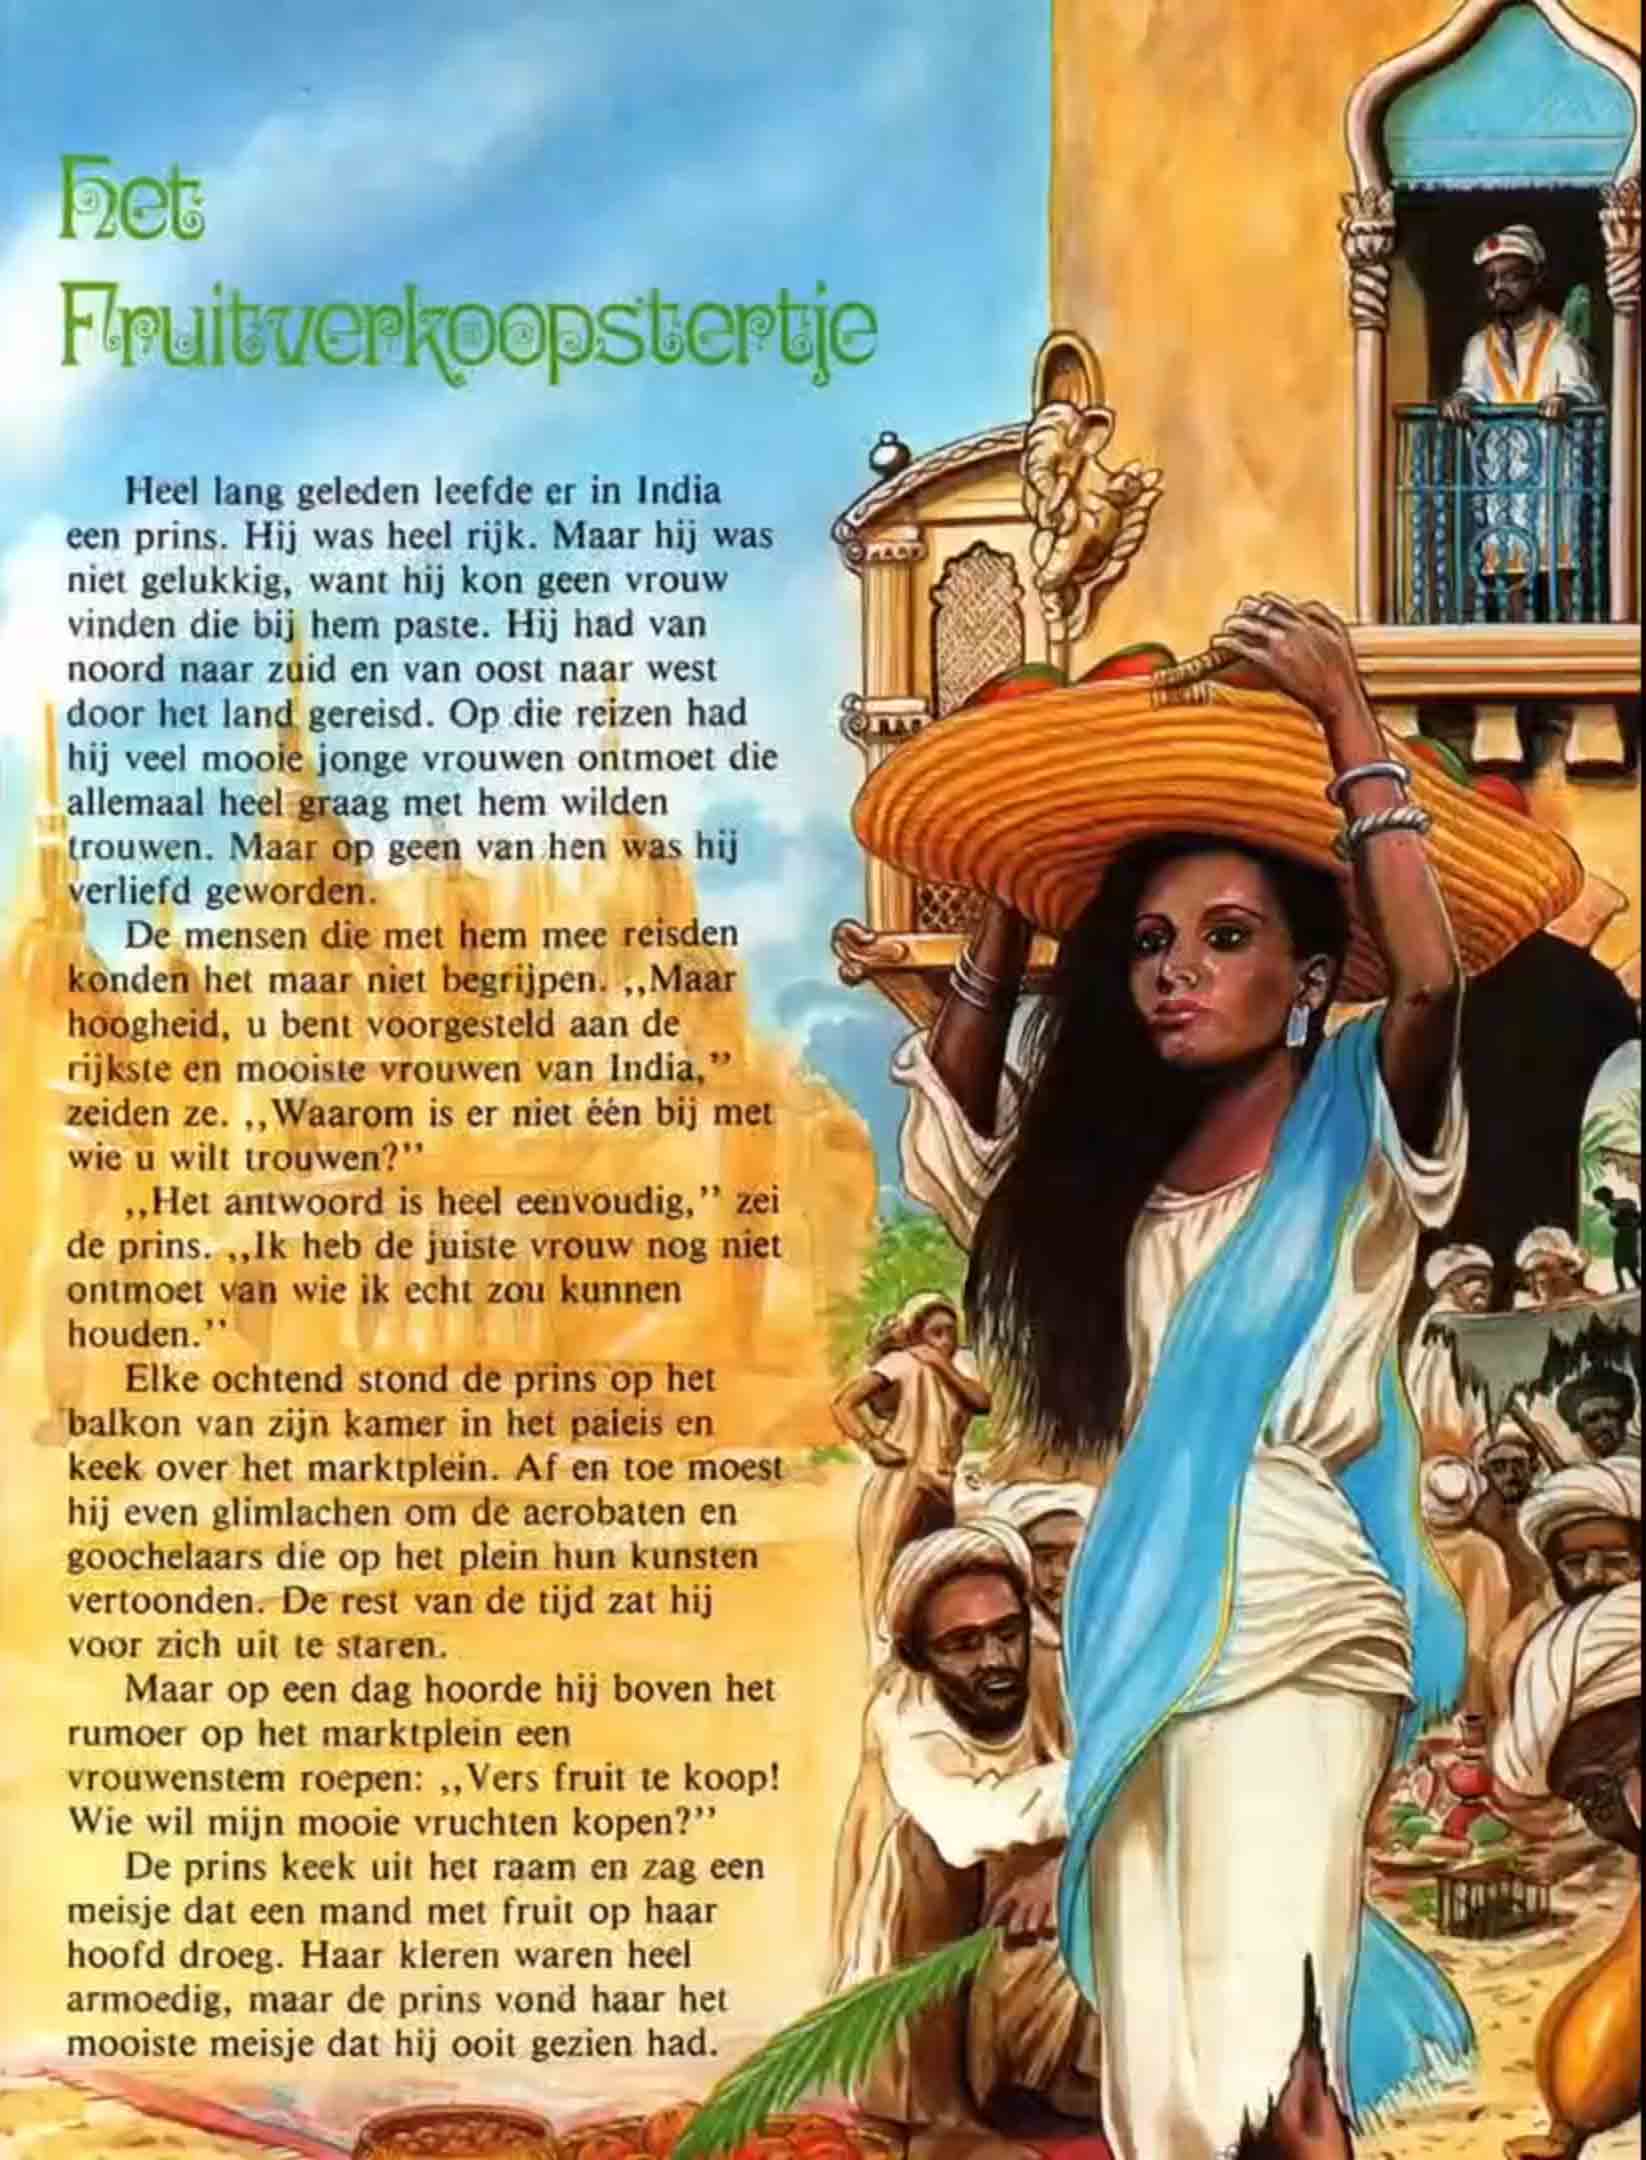 Het
Fruitverkoopstertje
Heel lang geleden leefde er in India
een prins. Hij was heel rijk. Maar hij was
niet gelukkig, want hij kon geen vrouw
vinden die bij hem paste. Hij had van
noord naar zuid en van oost naar west
door het land gereisd. Op die reizen had
hij veel mooie jonge vrouwen ontmoet die
allemaal heel graag met hem wilden
trouwen. Maar op geen van hen was hij
verliefd geworden.
De mensen die met hem mee reisden
konden het maar niet begrijpen. ,,Maar
hoogheid, u bent voorgesteld aan de
rijkste en mooiste vrouwen van India,”
zeiden ze. ,,Waarom is er niet één bij met
wie u wilt trouwen?”
,,Het antwoord is heel eenvoudig,” zei
de prins. ,,Ik heb de juiste vrouw nog niet
ontmoet van wie ik echt zou kunnen
houden.”
Elke ochtend stond de prins op het
balkon van zijn kamer in het paleis en
keek over het marktplein. Af en toe moest
hij even glimlachen om de acrobaten en
goochelaars die op het plein hun kunsten
vertoonden. De rest van de tijd zat hij
voor zich uit te staren.
Maar op een dag hoorde hij boven het
rumoer op het marktplein een
vrouwenstem roepen: ,,Vers fruit te koop!
Wie wil mijn mooie vruchten kopen?”
De prins keek uit het raam en zag een
meisje dat een mand met fruit op haar
hoofd droeg. Haar kleren waren heel
armoedig, maar de prins vond haar het
mooiste meisje dat hij ooit gezien had.